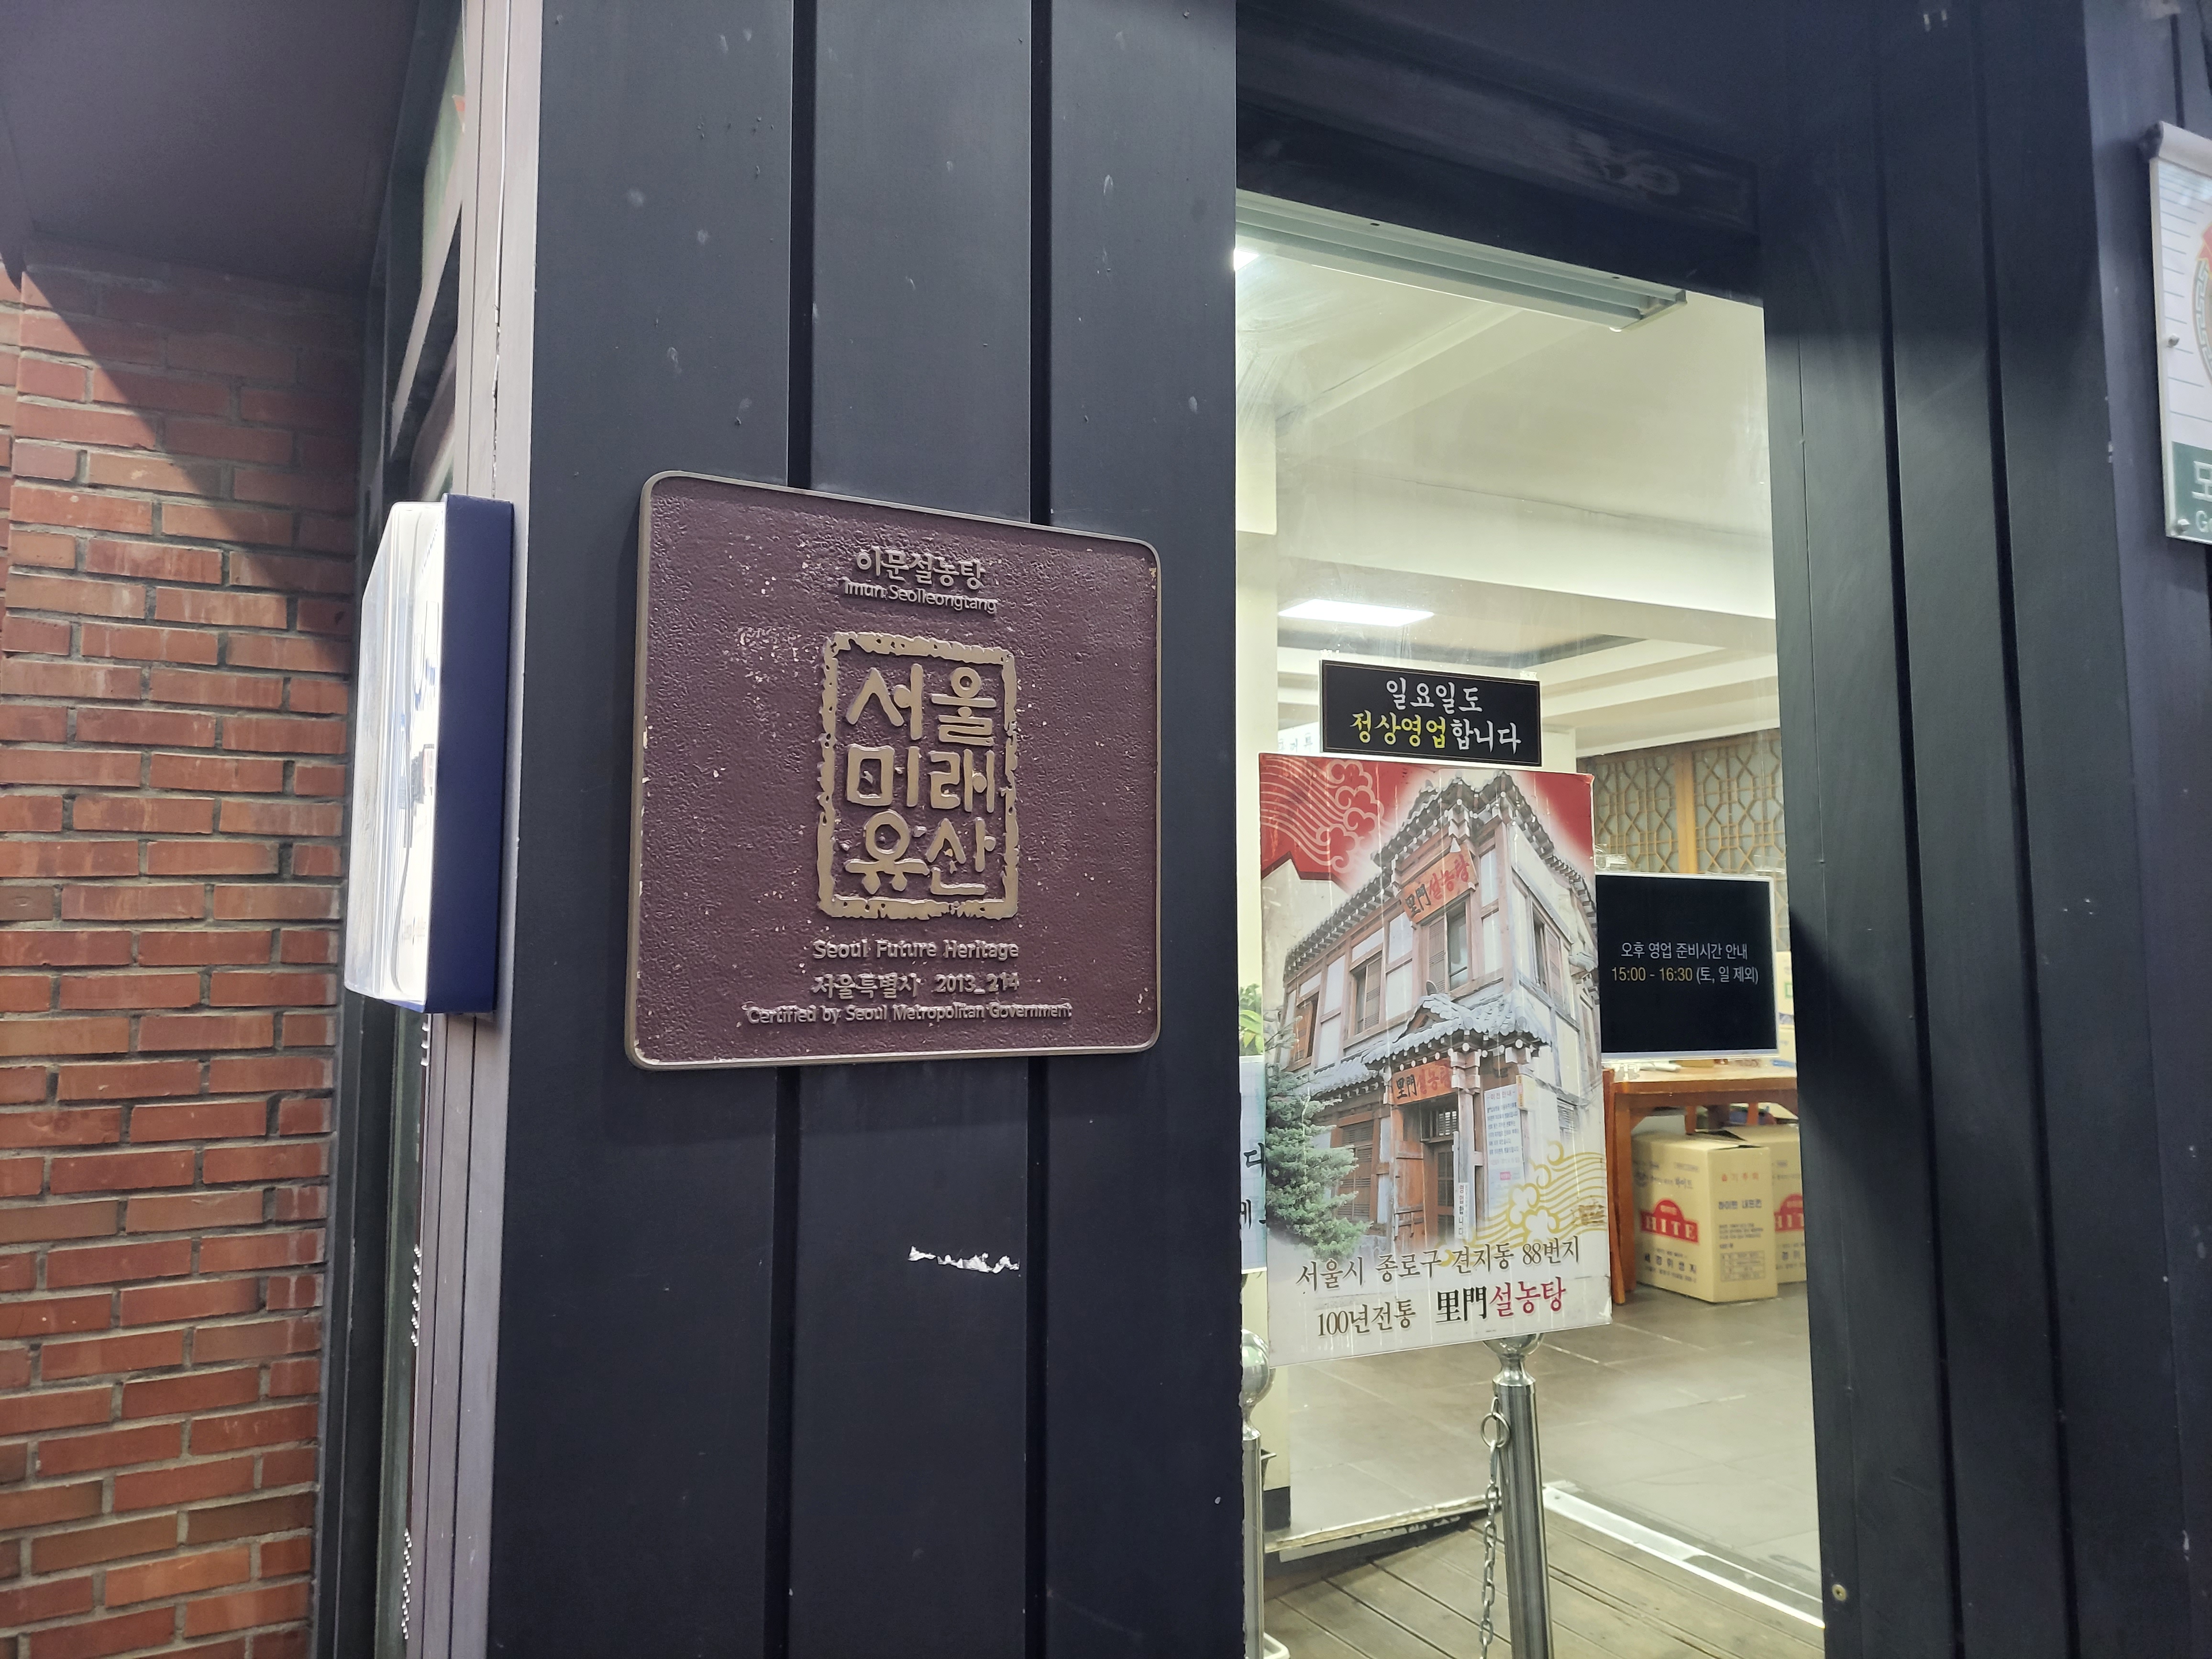 이문설농탕
Imun Seolleongtang
서울
미래
유산
Seoul Future Heritage
서울특별시 2013_214
Certified by Seoul Metropolitan Government
일요일도
정상영업합니다
里門설농탕
里門설농탕
서울시 종로구 견지동 88번지
100년전통 里門설농탕
오후 영업 준비시간 안내
15:00 - 16:30 (토, 일 제외)
HITE